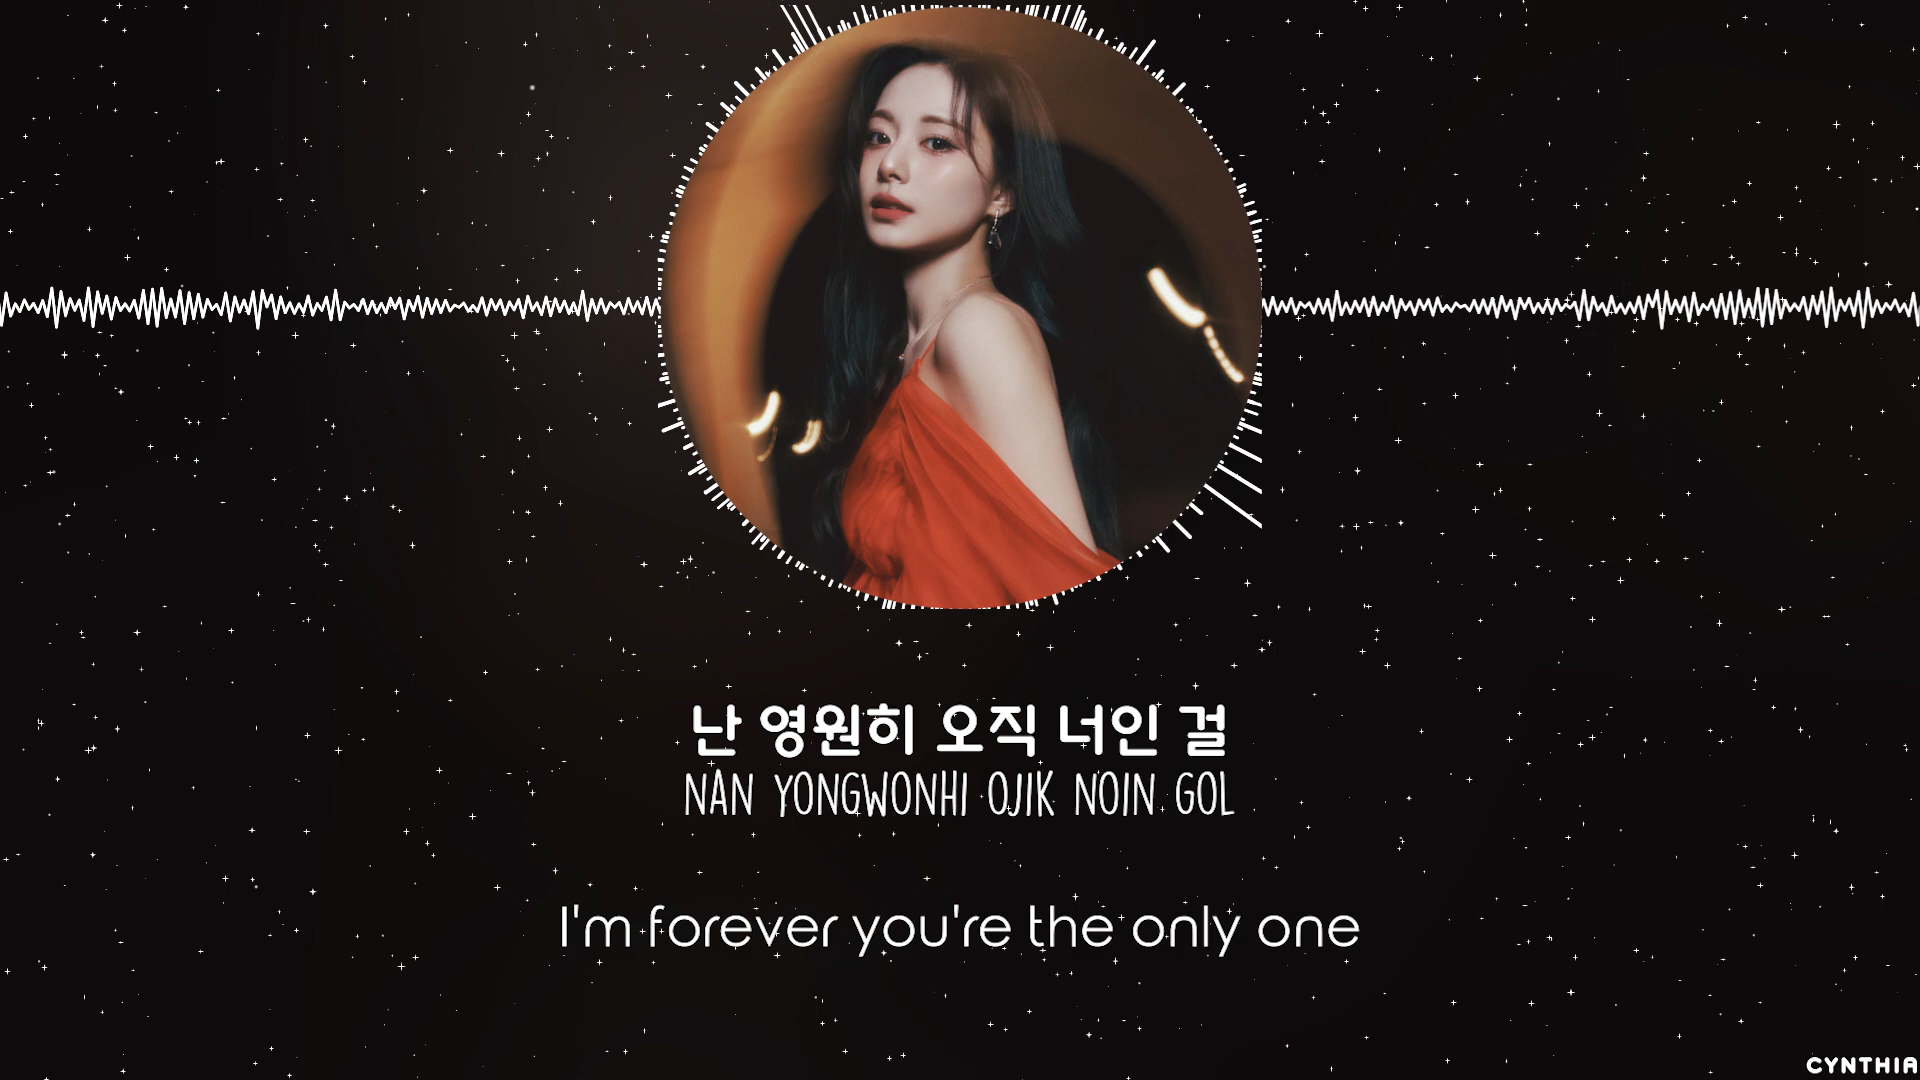 난 영원히 오직 너인 걸
NAN YONGWONHI OJIK NOIN GOL
I'm forever you're the only one
CYNTHIA